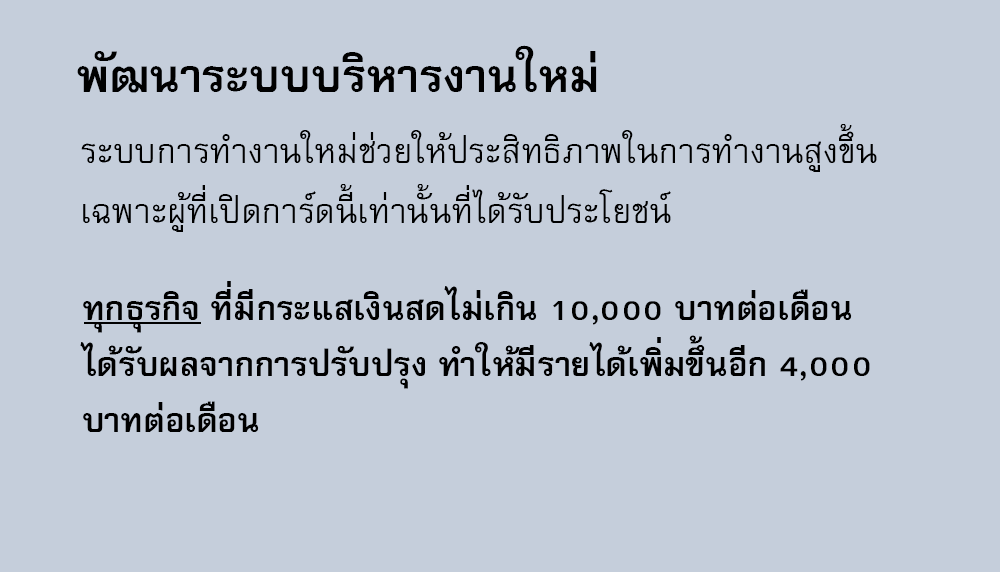 พัฒนาระบบบริหารงานใหม่
ระบบการทำงานใหม่ช่วยให้ประสิทธิภาพในการทำงานสูงขึ้น
เฉพาะผู้ที่เปิดการ์ดนี้เท่านั้นที่ได้รับประโยชน์
ทุกธุรกิจ ที่มีกระแสเงินสดไม่เกิน 10,000 บาทต่อเดือน
ได้รับผลจากการปรับปรุง ทำให้มีรายได้เพิ่มขึ้นอีก 4,000
บาทต่อเดือน